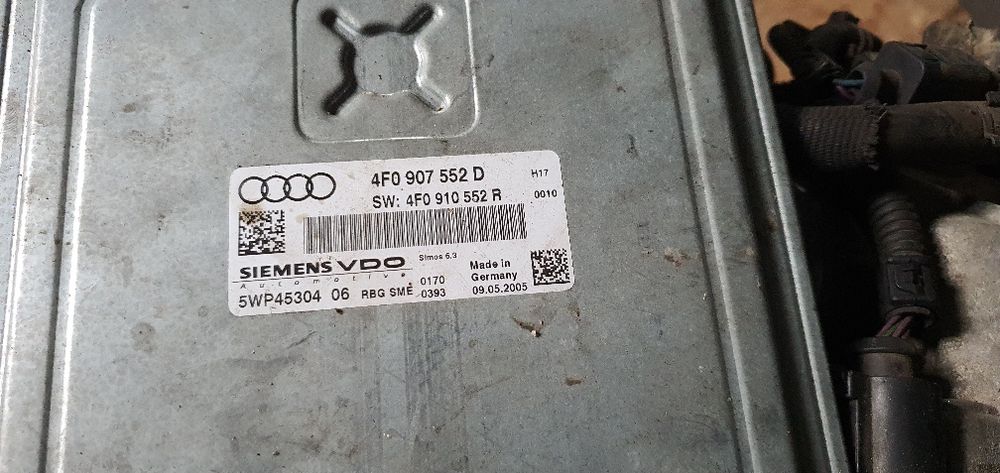 4F0 907 552 D
H17
SW: 4F0 910 552 R
0010
SIEMENS VDO
Automotive
Simos 6.3
5WP45304 06
RBG SME
0170
0393
Made in
Germany
09.05.2005